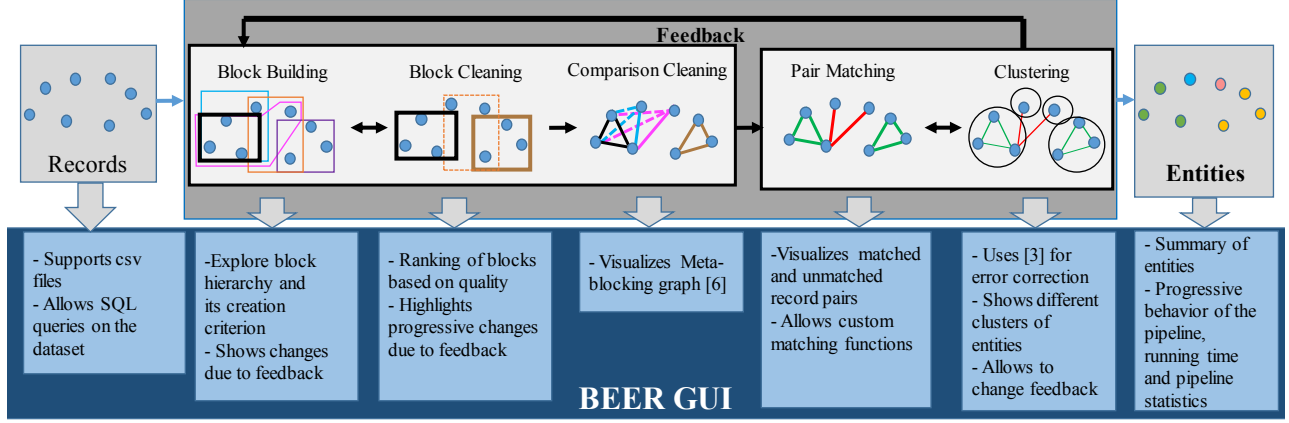 Feedback
Block Building
Block Cleaning
Comparison Cleaning
Pair Matching
Clustering
Records
Entities
- Supports csv
files
- Allows SQL
queries on the
dataset
-Explore block
hierarchy and
its creation
criterion
- Shows changes
due to feedback
- Ranking of blocks
based on quality
- Highlights
progressive changes
due to feedback
- Visualizes Meta-
blocking graph [6]
-Visualizes matched
and unmatched
record pairs
- Allows custom
matching functions
- Uses [3] for
error correction
- Shows different
clusters of
entities
- Allows to
change feedback
- Summary of
entities
- Progressive
behavior of the
pipeline,
running time
and pipeline
statistics
BEER GUI